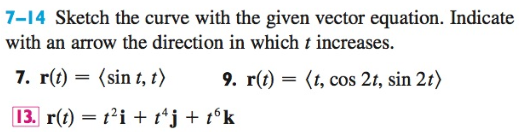 7–14 Sketch the curve with the given vector equation. Indicate
with an arrow the direction in which t increases.
7. r(t) = ⟨sin t, t⟩ 9. r(t) = ⟨t, cos 2t, sin 2t⟩
13. r(t) = t²i + t⁴j + t⁶k